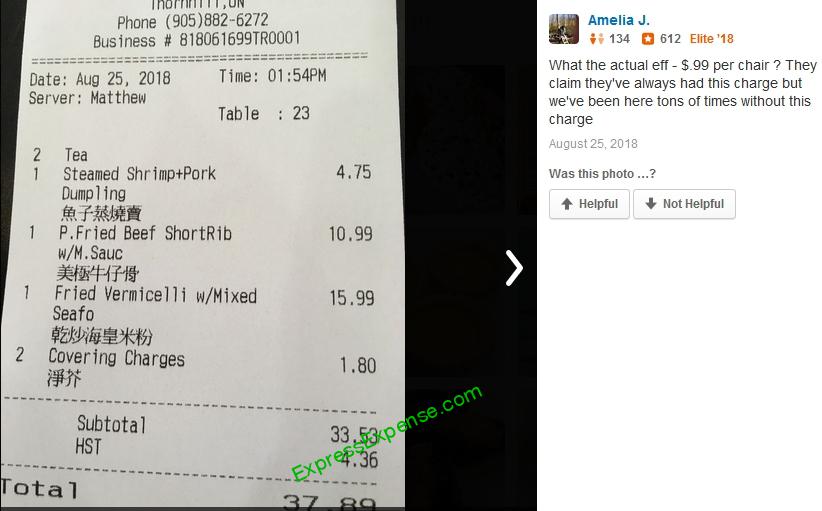 Thornhill,ON
Phone (905)882-6272
Business # 818061699TR0001
Date: Aug 25, 2018 Time: 01:54PM
Server: Matthew
Table : 23
2 Tea
1 Steamed Shrimp+Pork 4.75
Dumpling
魚子蒸燒賣
1 P.Fried Beef ShortRib 10.99
w/M.Sauc
美極牛仔骨
1 Fried Vermicelli w/Mixed 15.99
Seafo
乾炒海皇米粉
2 Covering Charges 1.80
淨芥
Subtotal 33.53
HST 4.36
Total 37.89
ExpressExpense.com
Amelia J.
134 612 Elite '18
What the actual eff - $.99 per chair ? They
claim they've always had this charge but
we've been here tons of times without this
charge
August 25, 2018
Was this photo ...?
Helpful Not Helpful